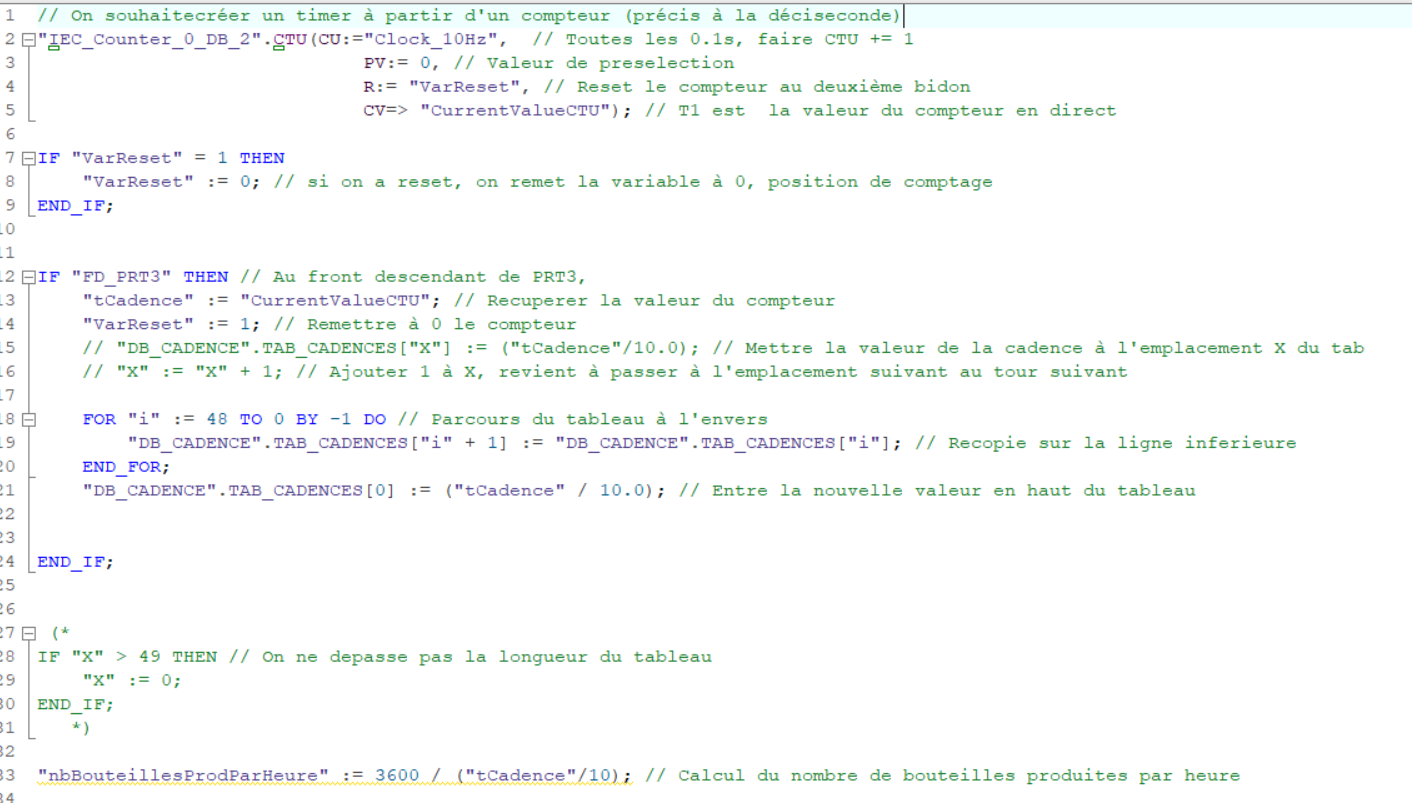 1 // On souhaitecréer un timer à partir d'un compteur (précis à la déciseconde)
2 "IEC_Counter_0_DB_2".CTU(CU:="Clock_10Hz", // Toutes les 0.1s, faire CTU += 1
3 PV:= 0, // Valeur de preselection
4 R:= "VarReset", // Reset le compteur au deuxième bidon
5 CV=> "CurrentValueCTU"); // T1 est la valeur du compteur en direct
6
7 IF "VarReset" = 1 THEN
8 "VarReset" := 0; // si on a reset, on remet la variable à 0, position de comptage
9 END_IF;
10
11
12 IF "FD_PRT3" THEN // Au front descendant de PRT3,
13 "tCadence" := "CurrentValueCTU"; // Recuperer la valeur du compteur
14 "VarReset" := 1; // Remettre à 0 le compteur
15 // "DB_CADENCE".TAB_CADENCES["X"] := ("tCadence"/10.0); // Mettre la valeur de la cadence à l'emplacement X du tab
16 // "X" := "X" + 1; // Ajouter 1 à X, revient à passer à l'emplacement suivant au tour suivant
17
18 FOR "i" := 48 TO 0 BY -1 DO // Parcours du tableau à l'envers
19 "DB_CADENCE".TAB_CADENCES["i" + 1] := "DB_CADENCE".TAB_CADENCES["i"]; // Recopie sur la ligne inferieure
20 END_FOR;
21 "DB_CADENCE".TAB_CADENCES[0] := ("tCadence" / 10.0); // Entre la nouvelle valeur en haut du tableau
22
23
24 END_IF;
25
26
27 (*
28 IF "X" > 49 THEN // On ne depasse pas la longueur du tableau
29 "X" := 0;
30 END_IF;
31 *)
32
33 "nbBouteillesProdParHeure" := 3600 / ("tCadence"/10); // Calcul du nombre de bouteilles produites par heure
34